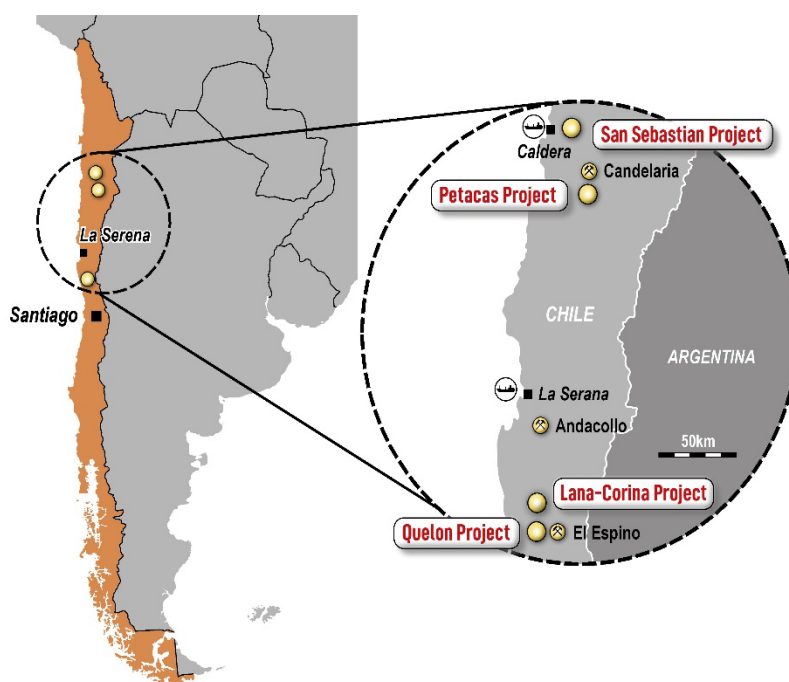 La Serena
Santiago
Caldera
San Sebastian Project
Candelaria
Petacas Project
CHILE
ARGENTINA
La Serana
Andacollo
50km
Lana-Corina Project
Quelon Project
El Espino